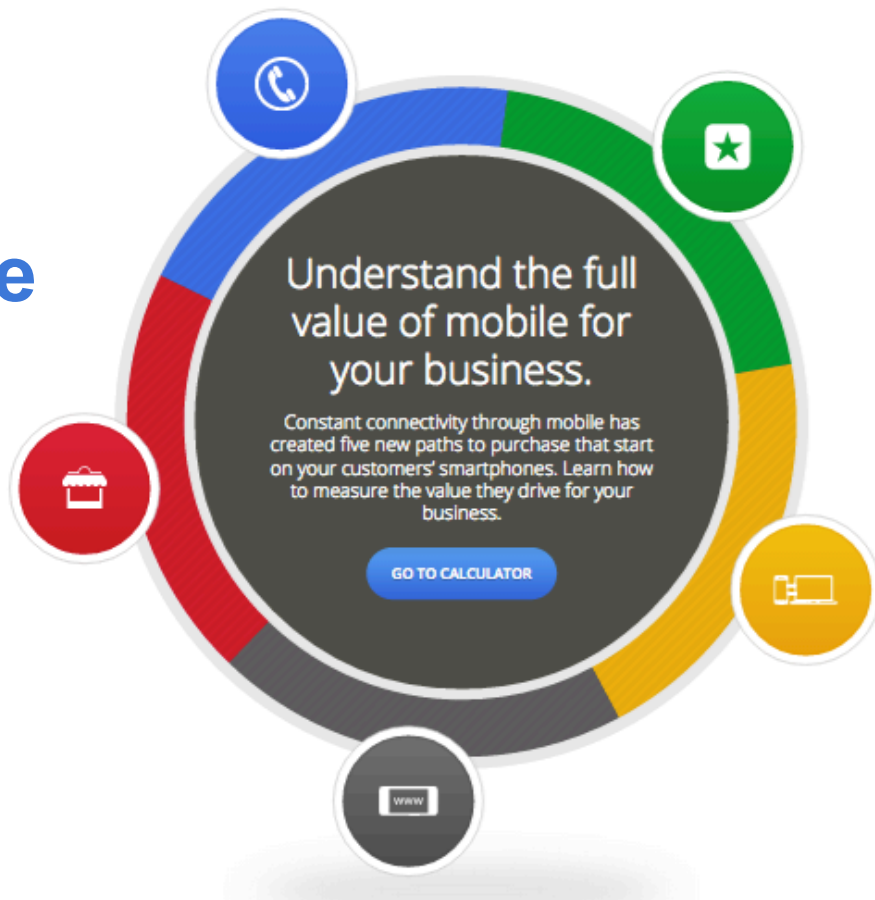 e
Understand the full
value of mobile for
your business.
Constant connectivity through mobile has
created five new paths to purchase that start
on your customers' smartphones. Learn how
to measure the value they drive for your
business.
GO TO CALCULATOR
www